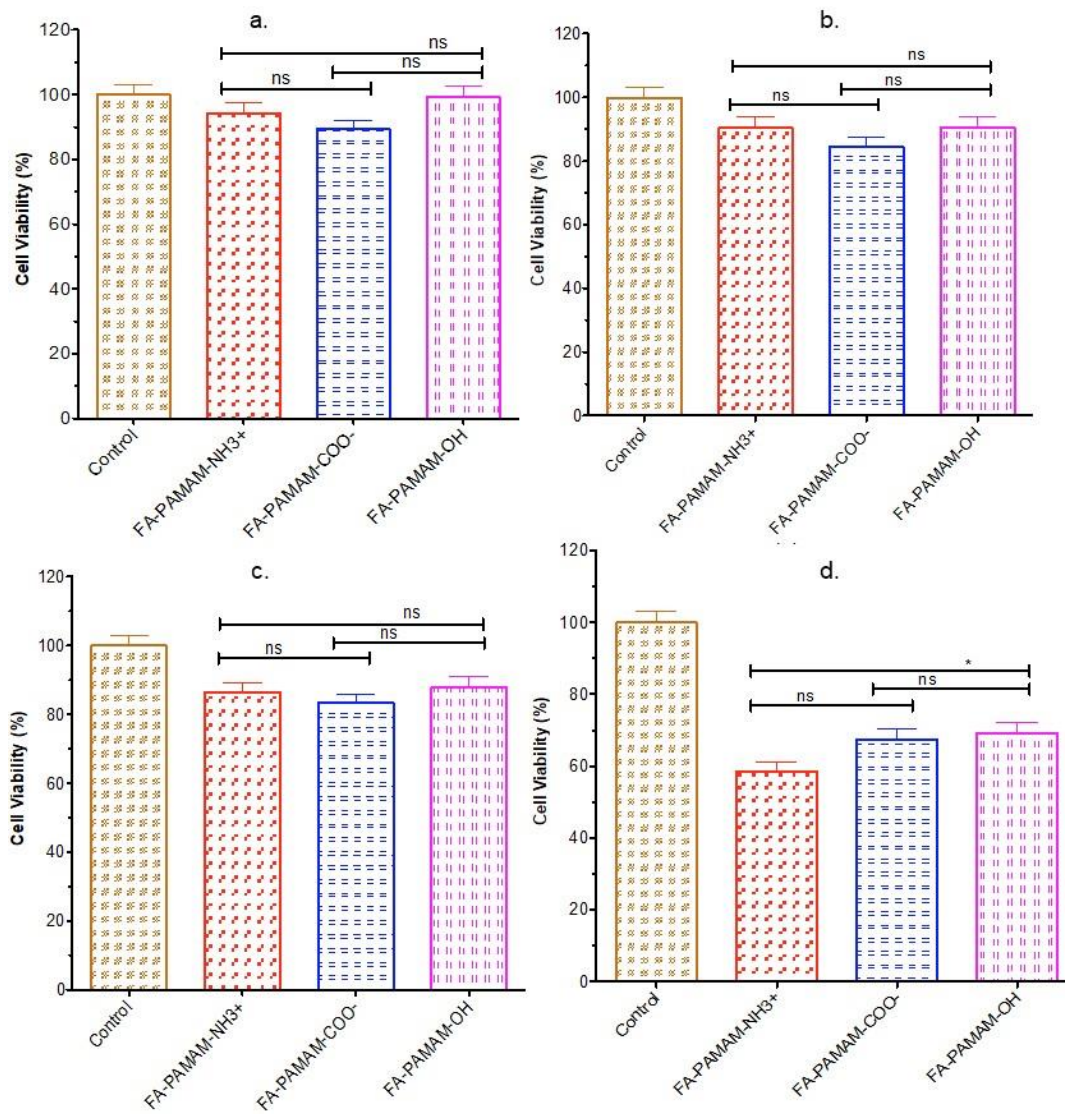 a.
120
100
80
60
40
20
0
Cell Viability (%)
ns
ns
ns
Control
FA-PAMAM-NH3+
FA-PAMAM-COO-
FA-PAMAM-OH
b.
120
100
80
60
40
20
0
Cell Viability (%)
ns
ns
ns
Control
FA-PAMAM-NH3+
FA-PAMAM-COO-
FA-PAMAM-OH
c.
120
100
80
60
40
20
0
Cell Viability (%)
ns
ns
ns
Control
FA-PAMAM-NH3+
FA-PAMAM-COO-
FA-PAMAM-OH
d.
120
100
80
60
40
20
0
Cell Viability (%)
*
ns
ns
Control
FA-PAMAM-NH3+
FA-PAMAM-COO-
FA-PAMAM-OH